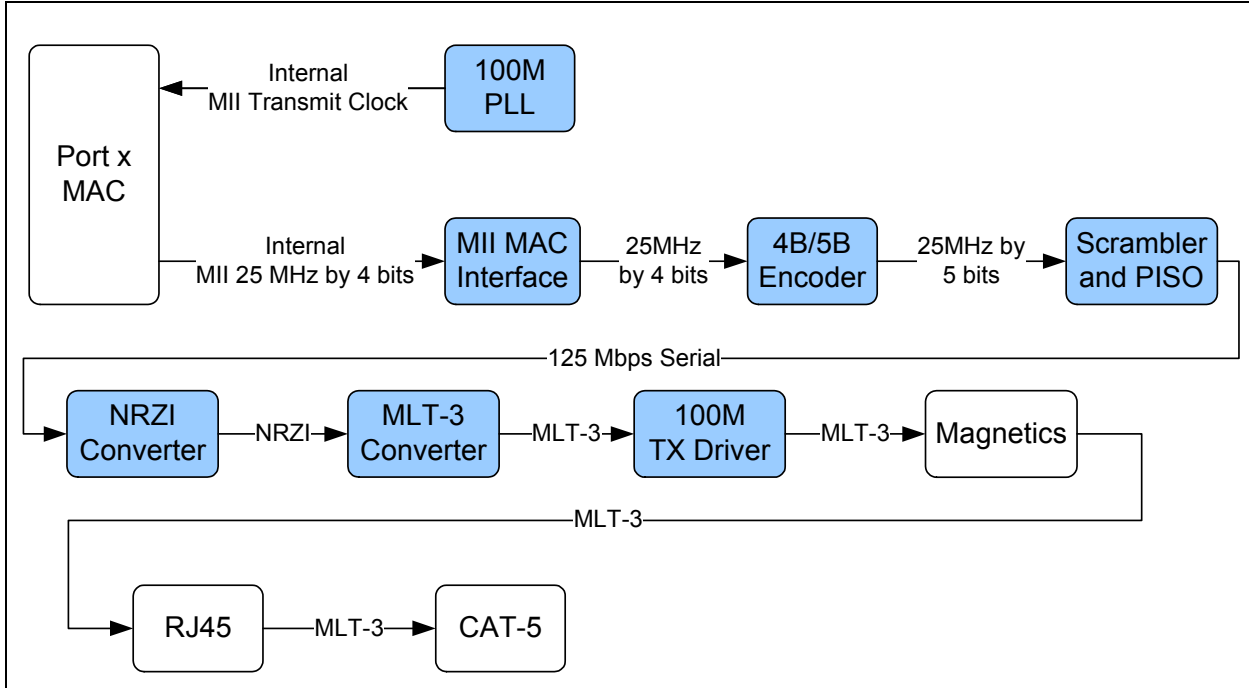 Internal
MII Transmit Clock
100M
PLL
Port x
MAC
Internal
MII 25 MHz by 4 bits
MII MAC
Interface
25MHz
by 4 bits
4B/5B
Encoder
25MHz by
5 bits
Scrambler
and PISO
125 Mbps Serial
NRZI
Converter
NRZI
MLT-3
Converter
MLT-3
100M
TX Driver
MLT-3
Magnetics
MLT-3
RJ45
MLT-3
CAT-5